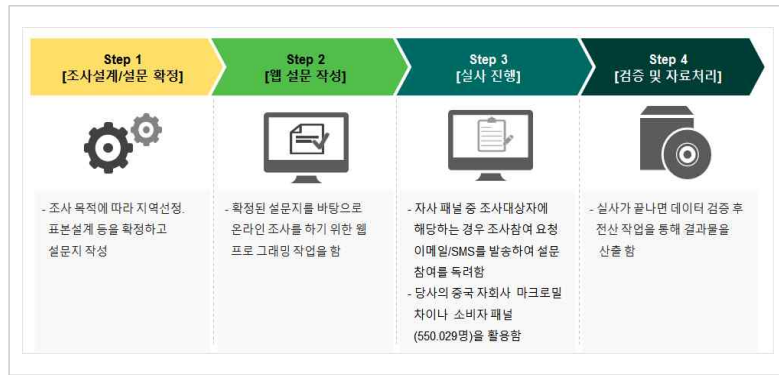 Step 1
[조사설계/설문 확정]
Step 2
[웹 설문 작성]
Step 3
[실사 진행]
Step 4
[검증 및 자료처리]
- 조사 목적에 따라 지역선정.
표본설계 등을 확정하고
설문지 작성
- 확정된 설문지를 바탕으로
온라인 조사를 하기 위한 웹
프로 그래밍 작업을 함
- 자사 패널 중 조사대상자에
해당하는 경우 조사참여 요청
이메일/SMS를 발송하여 설문
참여를 독려함
- 당사의 중국 자회사 마크로밀
차이나 소비자 패널
(550.029명)을 활용함
- 실사가 끝나면 데이터 검증 후
전산 작업을 통해 결과물을
산출 함